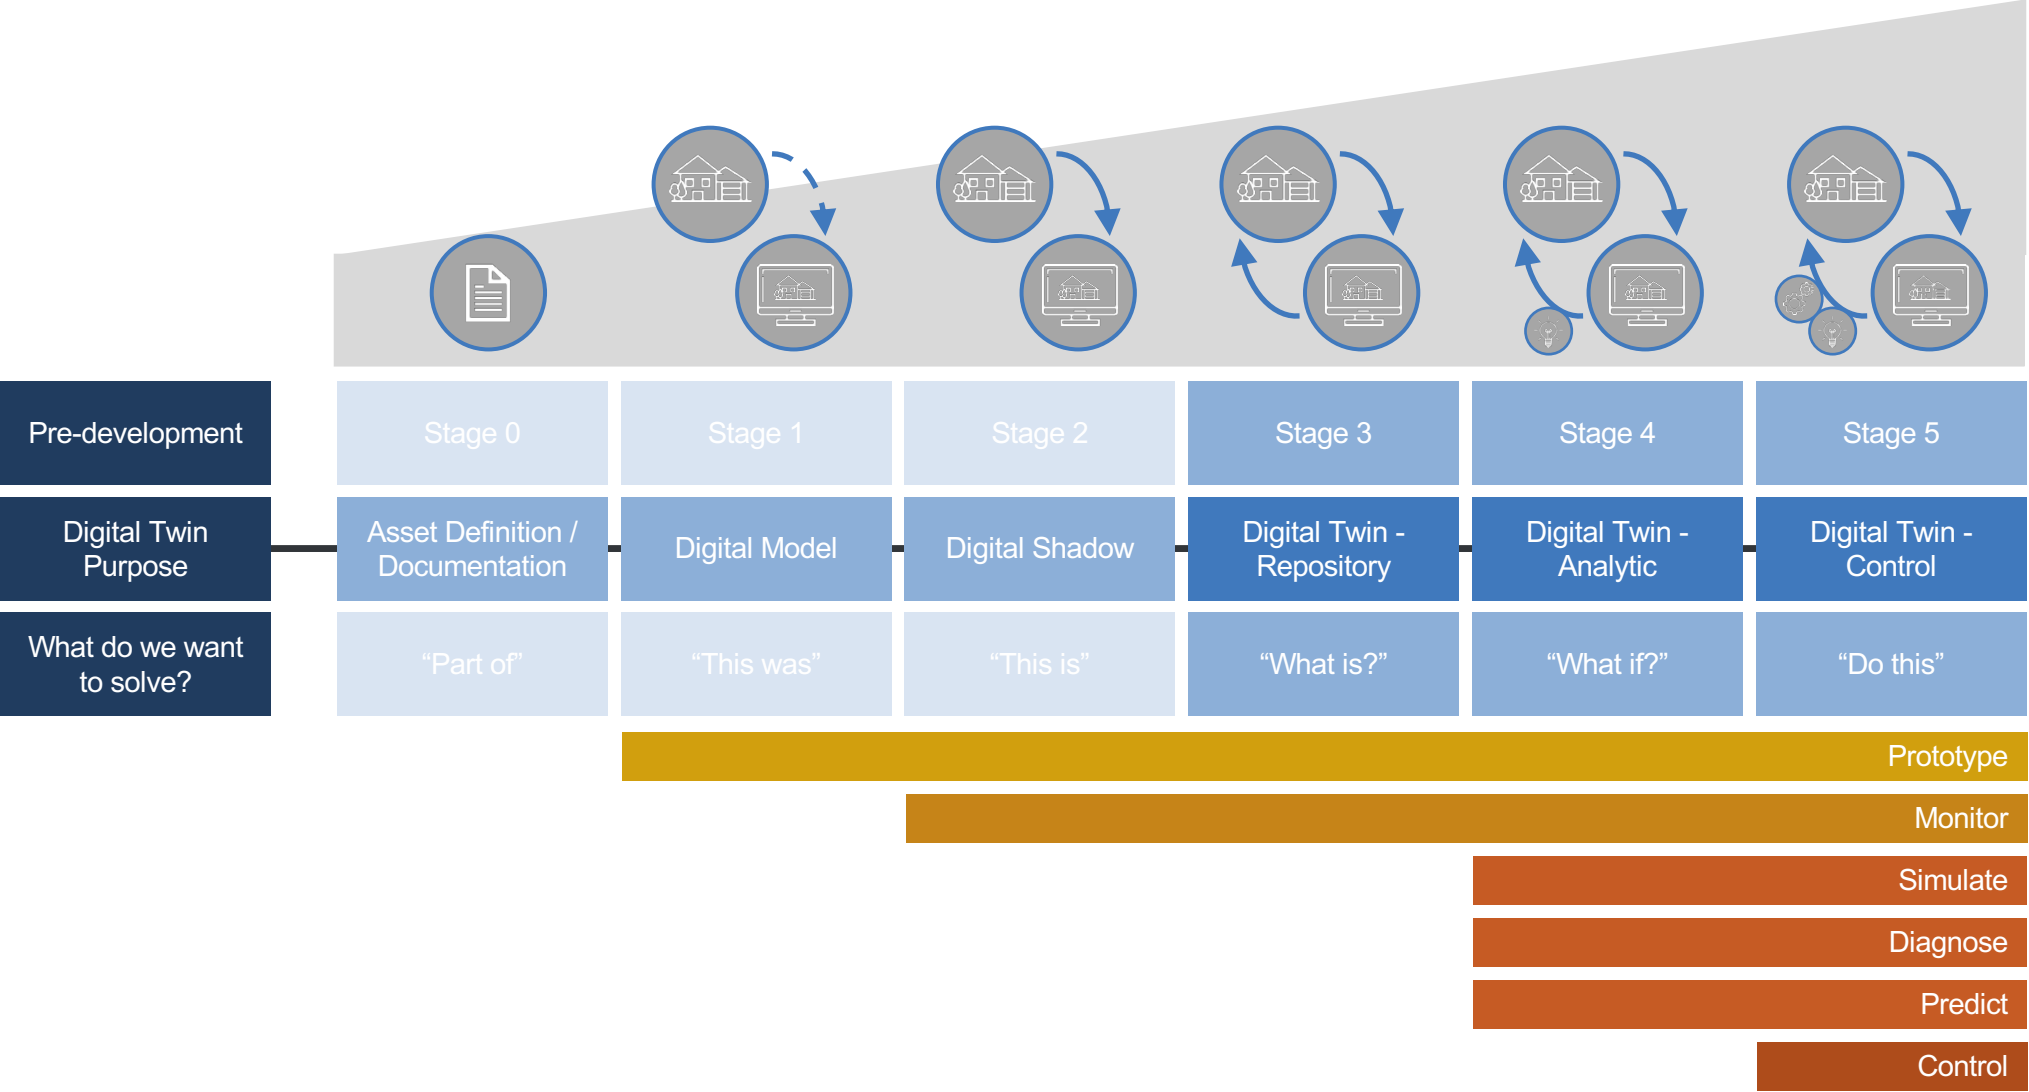 Pre-development
Stage 0
Stage 1
Stage 2
Stage 3
Stage 4
Stage 5
Digital Twin
Purpose
Asset Definition /
Documentation
Digital Model
Digital Shadow
Digital Twin -
Repository
Digital Twin -
Analytic
Digital Twin -
Control
What do we want
to solve?
“Part of”
“This was”
“This is”
“What is?”
“What if?”
“Do this”
Prototype
Monitor
Simulate
Diagnose
Predict
Control